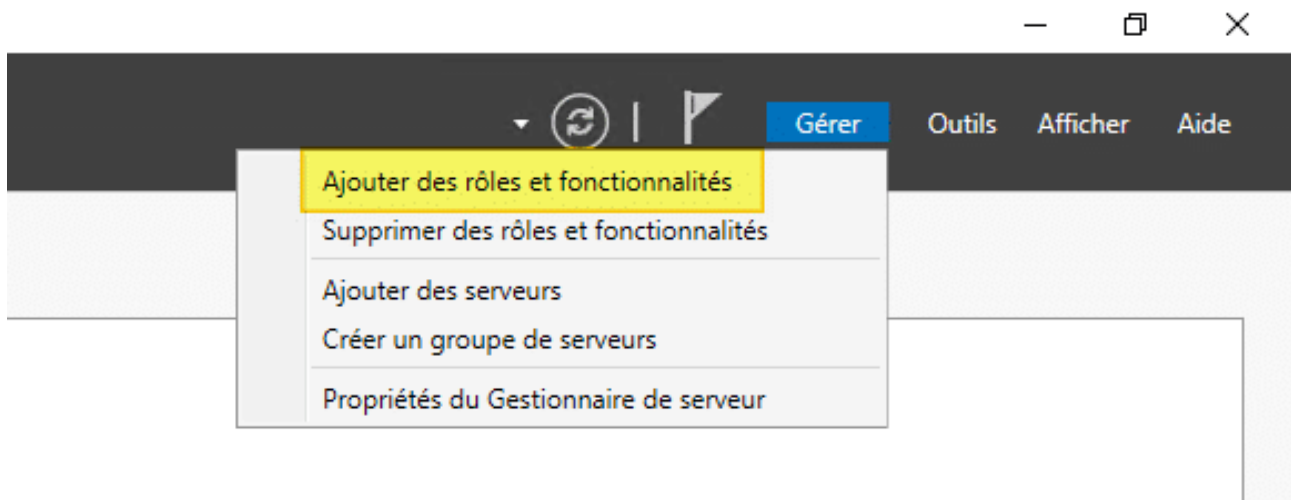 Gérer Outils Afficher Aide
Ajouter des rôles et fonctionnalités
Supprimer des rôles et fonctionnalités
Ajouter des serveurs
Créer un groupe de serveurs
Propriétés du Gestionnaire de serveur